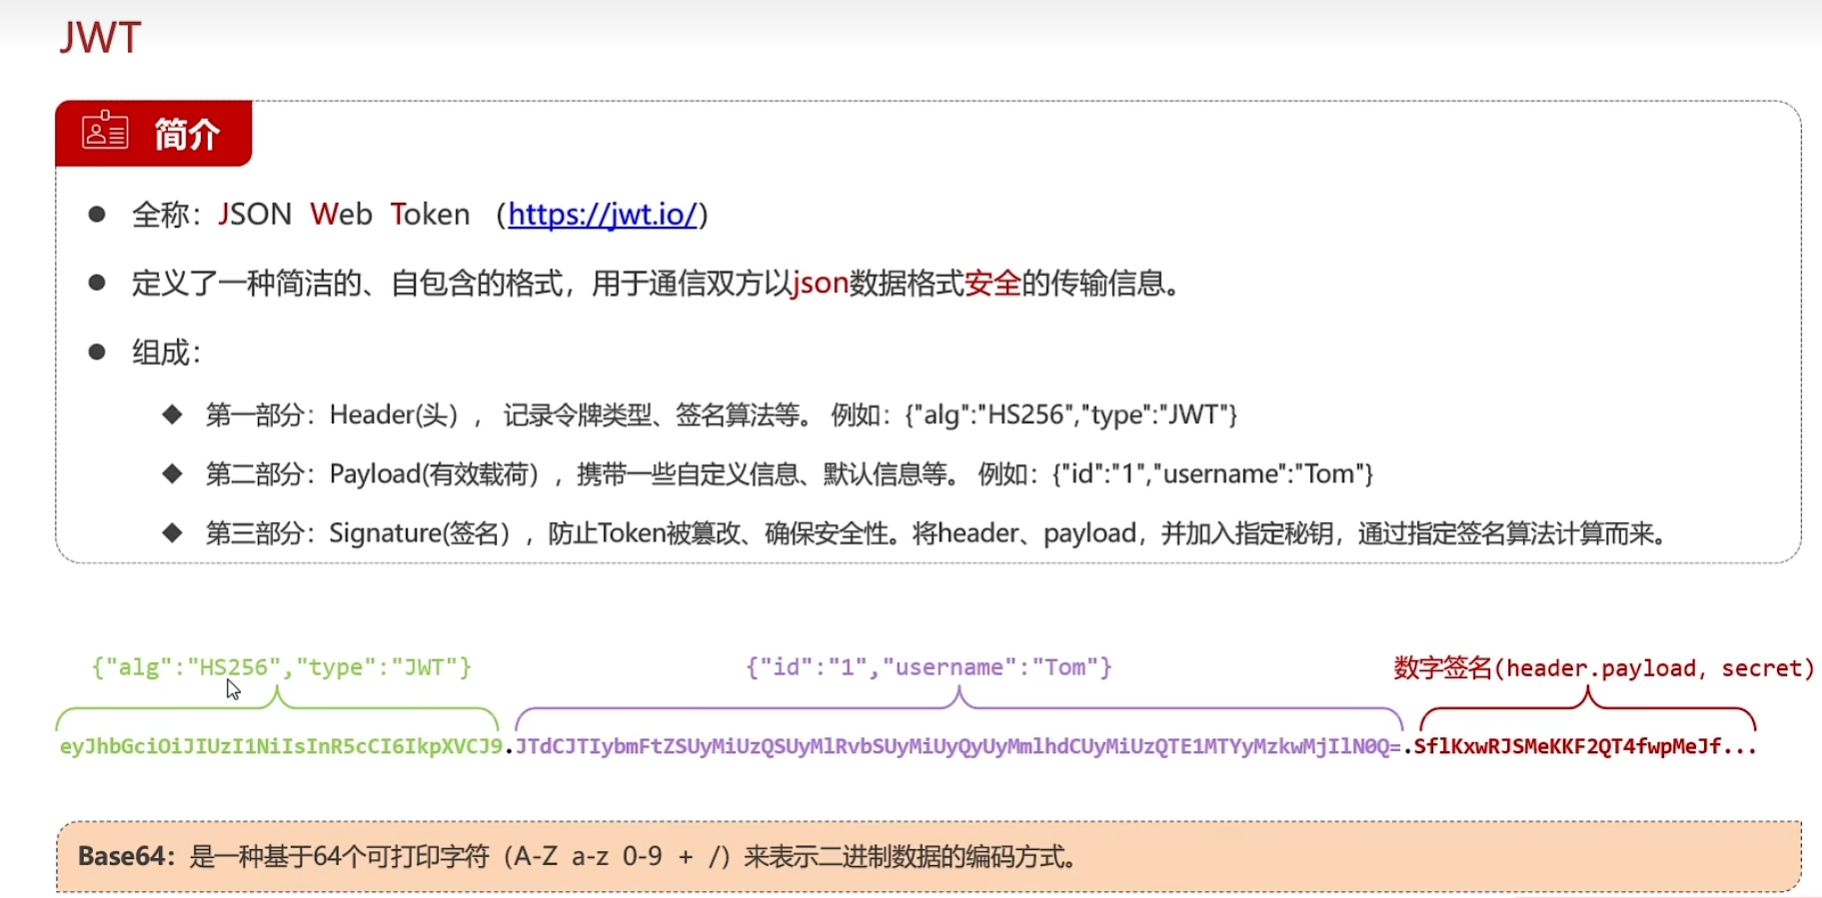 JWT
简介
全称：JSON Web Token （https://jwt.io/）
定义了一种简洁的、自包含的格式，用于通信双方以json数据格式安全的传输信息。
组成：
第一部分：Header(头）， 记录令牌类型、签名算法等。 例如：{"alg":"HS256","type":"JWT"}
第二部分：Payload(有效载荷），携带一些自定义信息、默认信息等。 例如：{"id":"1","username":"Tom"}
第三部分：Signature(签名），防止Token被篡改、确保安全性。将header、payload，并加入指定秘钥，通过指定签名算法计算而来。
{"alg":"HS256","type":"JWT"} {"id":"1","username":"Tom"} 数字签名(header.payload, secret)
eyJhbGciOiJIUzI1NiIsInR5cCI6IkpXVCJ9.JTdCJTIybmFtZSUyMiUzQSUyMlRvbSUyMiUyQyUyMmlhdCUyMiUzQTE1MTYyMzkwMjIlN0Q=.SflKxwRJSMeKKF2QT4fwpMeJf...
Base64：是一种基于64个可打印字符（A-Z a-z 0-9 + /）来表示二进制数据的编码方式。